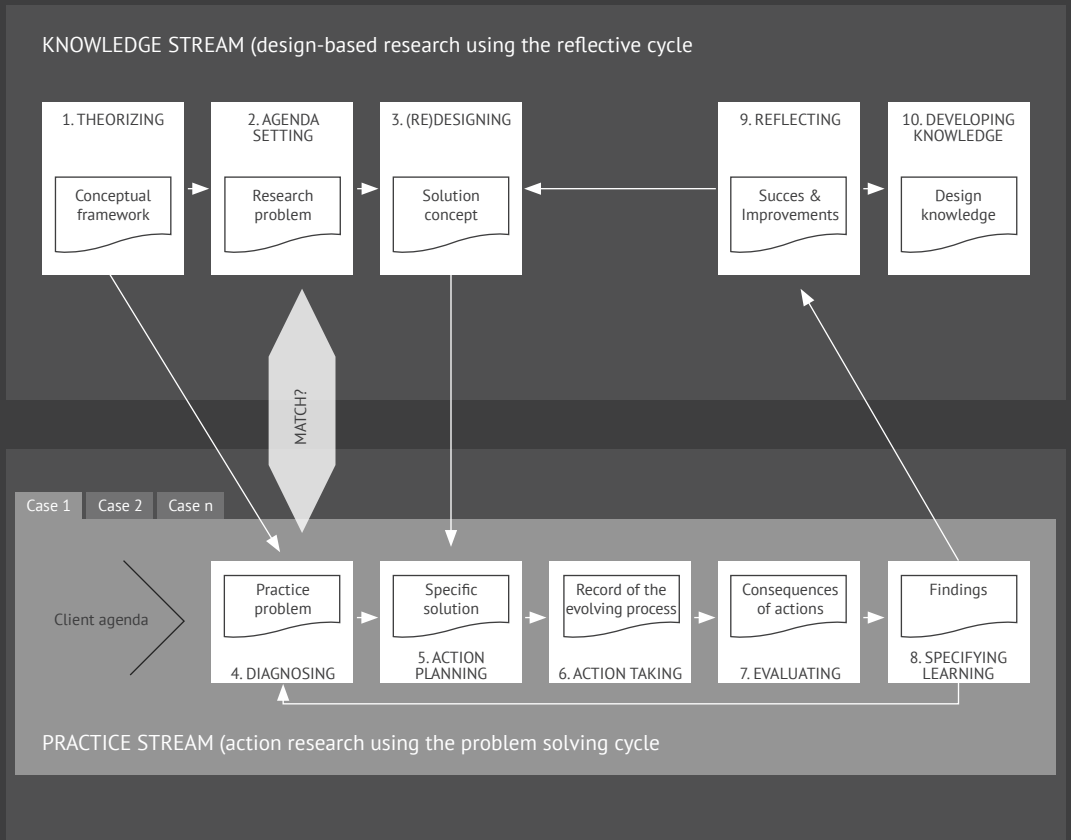 KNOWLEDGE STREAM (design-based research using the reflective cycle
1. THEORIZING
Conceptual
framework
2. AGENDA
SETTING
Research
problem
3. (RE)DESIGNING
Solution
concept
9. REFLECTING
Succes &
Improvements
10. DEVELOPING
KNOWLEDGE
Design
knowledge
MATCH?
Case 1
Case 2
Case n
Client agenda
Practice
problem
4. DIAGNOSING
Specific
solution
5. ACTION
PLANNING
Record of the
evolving process
6. ACTION TAKING
Consequences
of actions
7. EVALUATING
Findings
8. SPECIFYING
LEARNING
PRACTICE STREAM (action research using the problem solving cycle